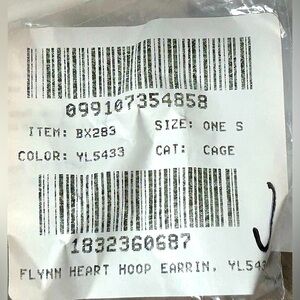 099107354858
ITEM: BX283 SIZE: ONE S
COLOR: YL5433 CAT: CAGE
1832360687
FLYNN HEART HOOP EARRIN, YL543